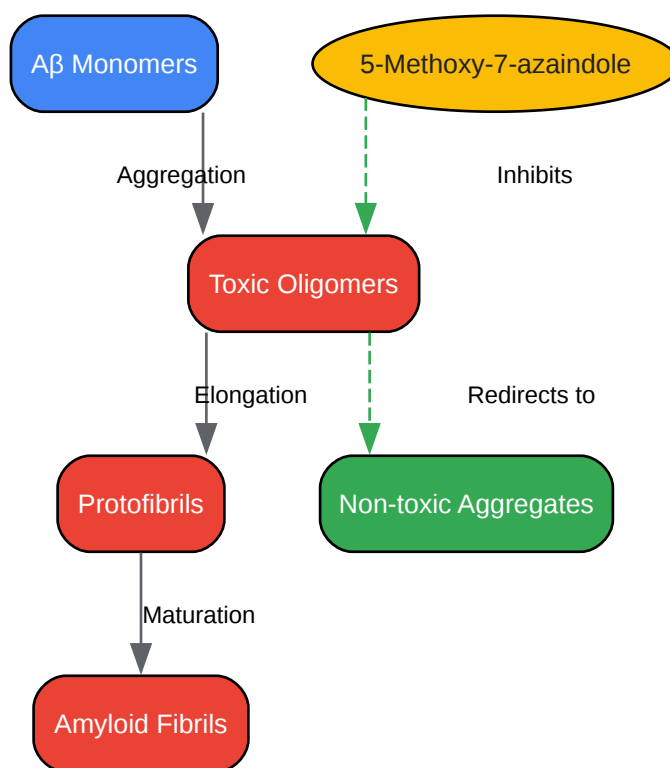 Aβ Monomers
5-Methoxy-7-azaindole
Aggregation
Inhibits
Toxic Oligomers
Elongation
Redirects to
Protofibrils
Non-toxic Aggregates
Maturation
Amyloid Fibrils